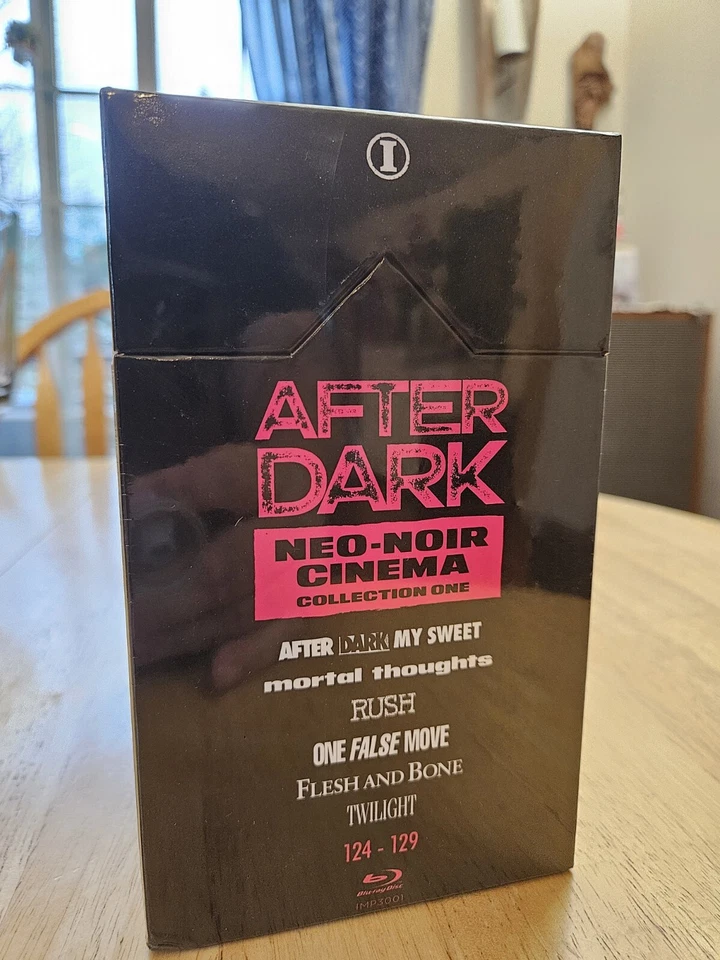 I
AFTER
DARK
NEO-NOIR
CINEMA
COLLECTION ONE
AFTER DARK MY SWEET
mortal thoughts
RUSH
ONE FALSE MOVE
FLESH AND BONE
TWILIGHT
124 - 129
Blu-ray Disc
IMP3001